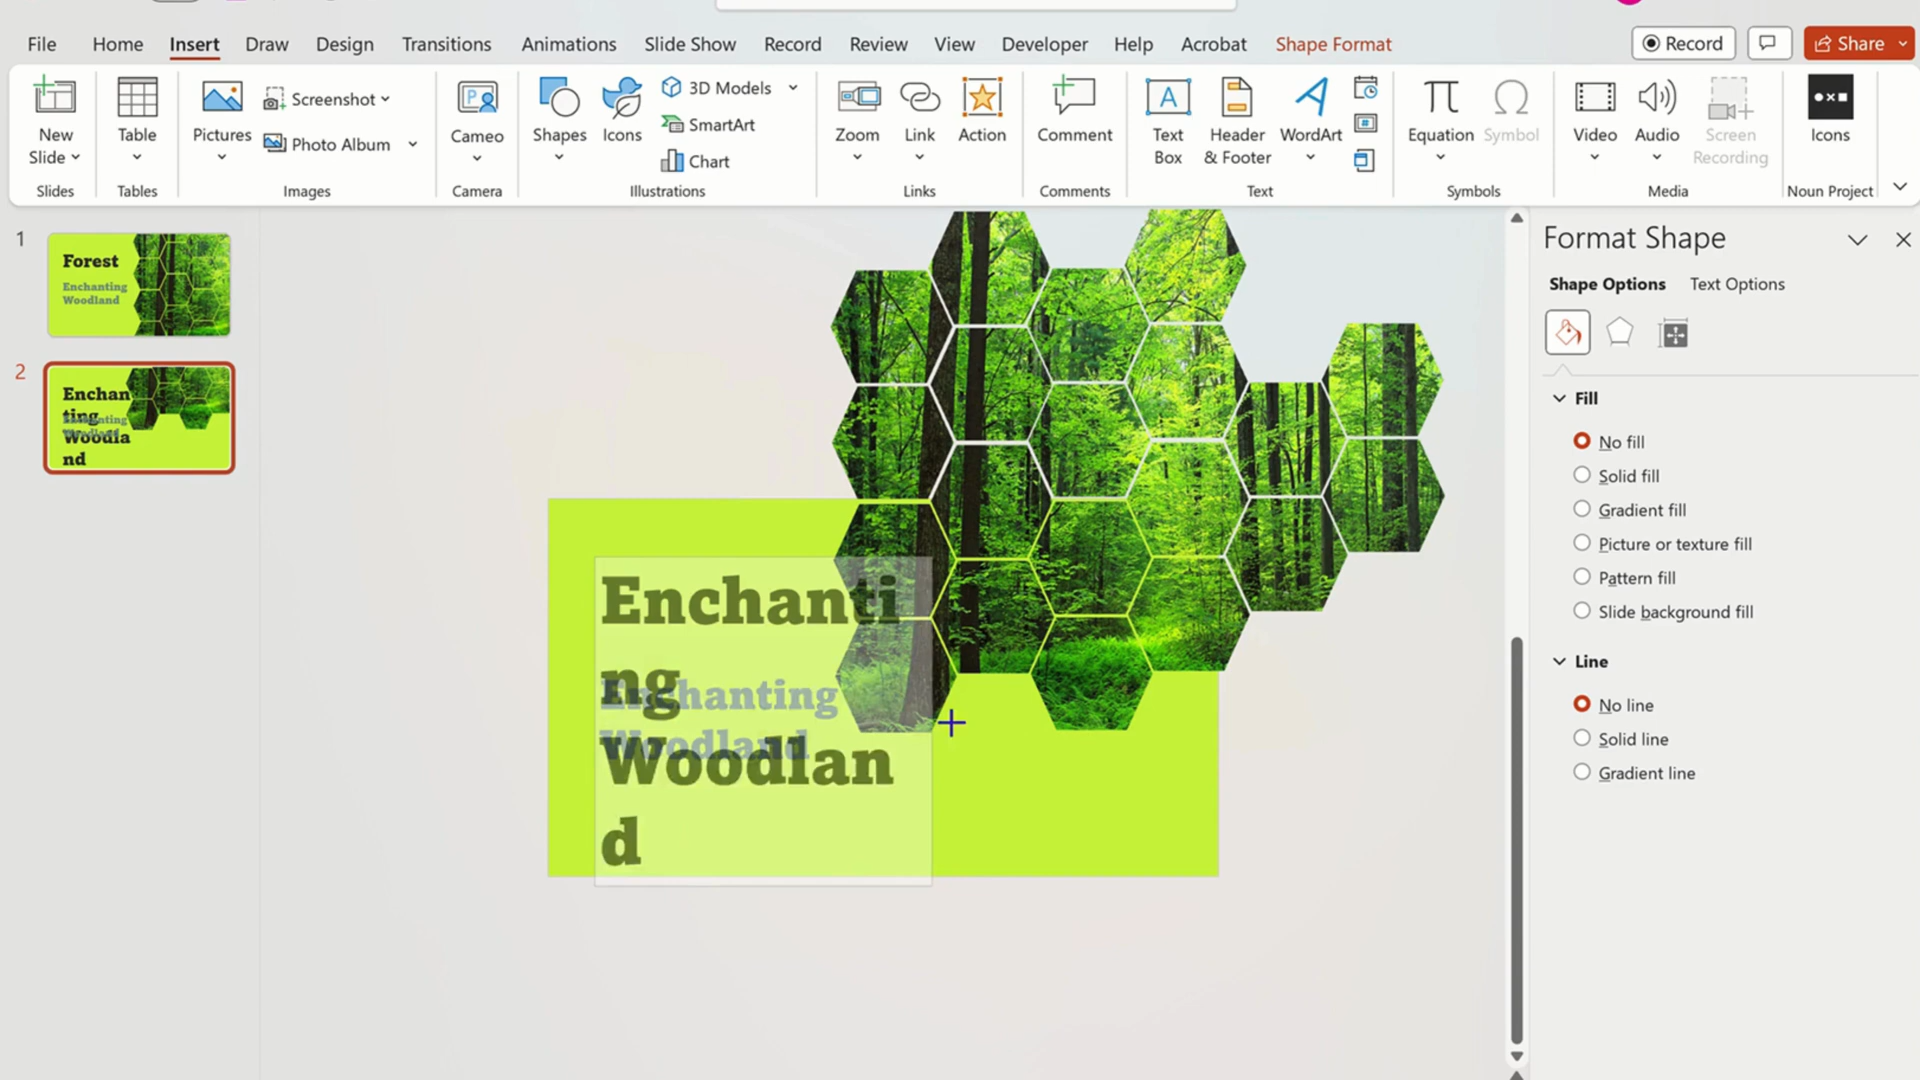 File Home Insert Draw Design Transitions Animations Slide Show Record Review View Developer Help Acrobat Shape Format Record Share
New Slide
Table
Pictures
Screenshot
Photo Album
Cameo
Shapes
Icons
3D Models
SmartArt
Chart
Zoom
Link
Action
Comment
Text Box
Header & Footer
WordArt
Equation
Symbol
Video
Audio
Screen Recording
Icons
Slides Tables Images Camera Illustrations Links Comments Text Symbols Media Noun Project
1
Forest
Enchanting
Woodland
2
Enchan
ting
Woodla
nd
Enchanting
Woodland
Enchanti
ng
Woodlan
d
Enchanting
Woodland
Format Shape
Shape Options Text Options
Fill
No fill
Solid fill
Gradient fill
Picture or texture fill
Pattern fill
Slide background fill
Line
No line
Solid line
Gradient line